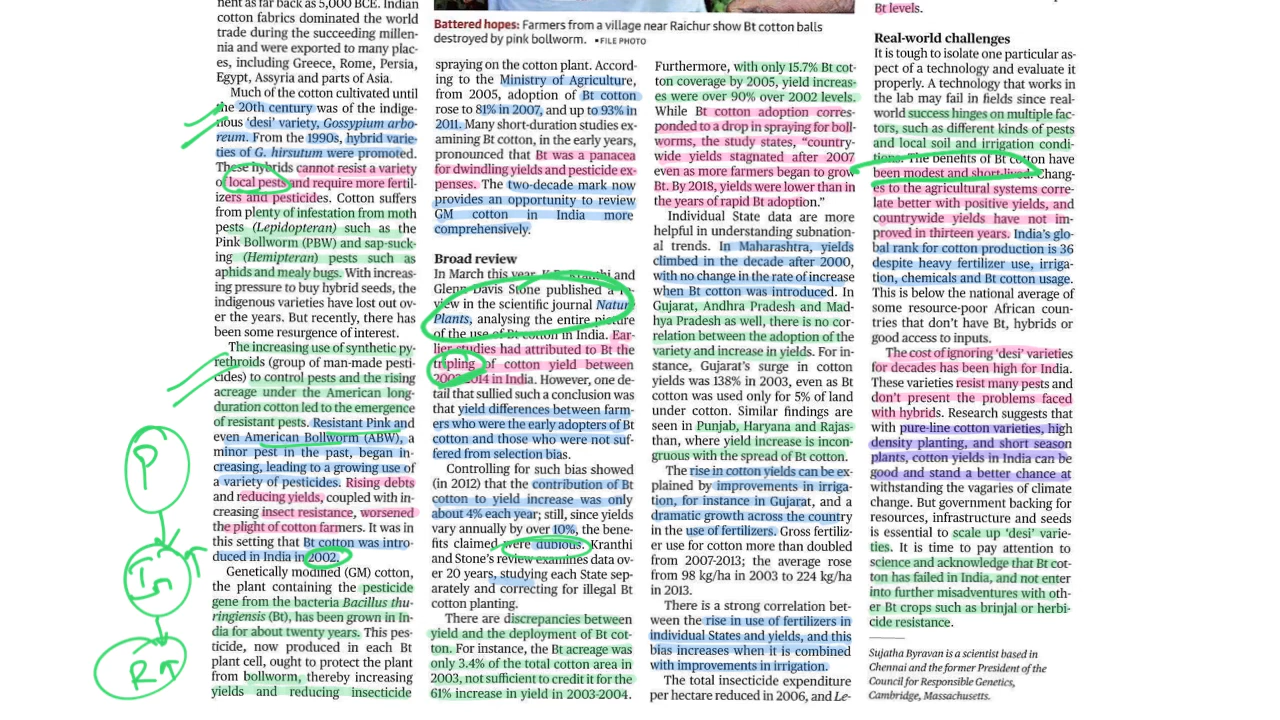 nent as far back as 5,000 BCE. Indian
cotton fabrics dominated the world
trade during the succeeding millen-
nia and were exported to many plac-
es, including Greece, Rome, Persia,
Egypt, Assyria and parts of Asia.
Much of the cotton cultivated until
the 20th century was of the indige-
nous 'desi' variety, Gossypium arbo-
reum. From the 1990s, hybrid varie-
ties of G. hirsutum were promoted.
These hybrids cannot resist a variety
of local pests and require more fertil-
izers and pesticides. Cotton suffers
from plenty of infestation from moth
pests (Lepidopteran) such as the
Pink Bollworm (PBW) and sap-suck-
ing (Hemipteran) pests such as
aphids and mealy bugs. With increas-
ing pressure to buy hybrid seeds, the
indigenous varieties have lost out ov-
er the years. But recently, there has
been some resurgence of interest.
The increasing use of synthetic py-
rethroids (group of man-made pesti-
cides) to control pests and the rising
acreage under the American long-
duration cotton led to the emergence
of resistant pests. Resistant Pink and
even American Bollworm (ABW), a
minor pest in the past, began in-
creasing, leading to a growing use of
a variety of pesticides. Rising debts
and reducing yields, coupled with in-
creasing insect resistance, worsened
the plight of cotton farmers. It was in
this setting that Bt cotton was intro-
duced in India in 2002.
Genetically modified (GM) cotton,
the plant containing the pesticide
gene from the bacteria Bacillus thu-
ringiensis (Bt), has been grown in In-
dia for about twenty years. This pes-
ticide, now produced in each Bt
plant cell, ought to protect the plant
from bollworm, thereby increasing
yields and reducing insecticide
P
In
R↑
Battered hopes: Farmers from a village near Raichur show Bt cotton balls
destroyed by pink bollworm. ▪FILE PHOTO
spraying on the cotton plant. Accord-
ing to the Ministry of Agriculture,
from 2005, adoption of Bt cotton
rose to 81% in 2007, and up to 93% in
2011. Many short-duration studies ex-
amining Bt cotton, in the early years,
pronounced that Bt was a panacea
for dwindling yields and pesticide ex-
penses. The two-decade mark now
provides an opportunity to review
GM cotton in India more
comprehensively.
Broad review
In March this year, K.R. Kranthi and
Glenn Davis Stone published a re-
view in the scientific journal Nature
Plants, analysing the entire picture
of the use of Bt cotton in India. Ear-
lier studies had attributed to Bt the
tripling of cotton yield between
2002-2014 in India. However, one de-
tail that sullied such a conclusion was
that yield differences between farm-
ers who were the early adopters of Bt
cotton and those who were not suf-
fered from selection bias.
Controlling for such bias showed
(in 2012) that the contribution of Bt
cotton to yield increase was only
about 4% each year; still, since yields
vary annually by over 10%, the bene-
fits claimed were dubious. Kranthi
and Stone's review examines data ov-
er 20 years, studying each State sep-
arately and correcting for illegal Bt
cotton planting.
There are discrepancies between
yield and the deployment of Bt cot-
ton. For instance, the Bt acreage was
only 3.4% of the total cotton area in
2003, not sufficient to credit it for the
61% increase in yield in 2003-2004.
Furthermore, with only 15.7% Bt cot-
ton coverage by 2005, yield increas-
es were over 90% over 2002 levels.
While Bt cotton adoption corres-
ponded to a drop in spraying for boll-
worms, the study states, "country-
wide yields stagnated after 2007
even as more farmers began to grow
Bt. By 2018, yields were lower than in
the years of rapid Bt adoption."
Individual State data are more
helpful in understanding subnation-
al trends. In Maharashtra, yields
climbed in the decade after 2000,
with no change in the rate of increase
when Bt cotton was introduced. In
Gujarat, Andhra Pradesh and Mad-
hya Pradesh as well, there is no cor-
relation between the adoption of the
variety and increase in yields. For in-
stance, Gujarat's surge in cotton
yields was 138% in 2003, even as Bt
cotton was used only for 5% of land
under cotton. Similar findings are
seen in Punjab, Haryana and Rajas-
than, where yield increase is incon-
gruous with the spread of Bt cotton.
The rise in cotton yields can be ex-
plained by improvements in irriga-
tion, for instance in Gujarat, and a
dramatic growth across the country
in the use of fertilizers. Gross fertiliz-
er use for cotton more than doubled
from 2007-2013; the average rose
from 98 kg/ha in 2003 to 224 kg/ha
in 2013.
There is a strong correlation bet-
ween the rise in use of fertilizers in
individual States and yields, and this
bias increases when it is combined
with improvements in irrigation.
The total insecticide expenditure
per hectare reduced in 2006, and
Bt levels.
Real-world challenges
It is tough to isolate one particular as-
pect of a technology and evaluate it
properly. A technology that works in
the lab may fail in fields since real-
world success hinges on multiple fac-
tors, such as different kinds of pests
and local soil and irrigation condi-
tions. The benefits of Bt cotton have
been modest and short-lived. Chang-
es to the agricultural systems corre-
late better with positive yields, and
countrywide yields have not im-
proved in thirteen years. India's glo-
bal rank for cotton production is 36
despite heavy fertilizer use, irriga-
tion, chemicals and Bt cotton usage.
This is below the national average of
some resource-poor African coun-
tries that don't have Bt, hybrids or
good access to inputs.
The cost of ignoring 'desi' varieties
for decades has been high for India.
These varieties resist many pests and
don't present the problems faced
with hybrids. Research suggests that
with pure-line cotton varieties, high
density planting, and short season
plants, cotton yields in India can be
good and stand a better chance at
withstanding the vagaries of climate
change. But government backing for
resources, infrastructure and seeds
is essential to scale up 'desi' varie-
ties. It is time to pay attention to
science and acknowledge that Bt cot-
ton has failed in India, and not enter
into further misadventures with oth-
er Bt crops such as brinjal or herbi-
cide resistance.
Sujatha Byravan is a scientist based in
Chennai and the former President of the
Council for Responsible Genetics,
Cambridge, Massachusetts.